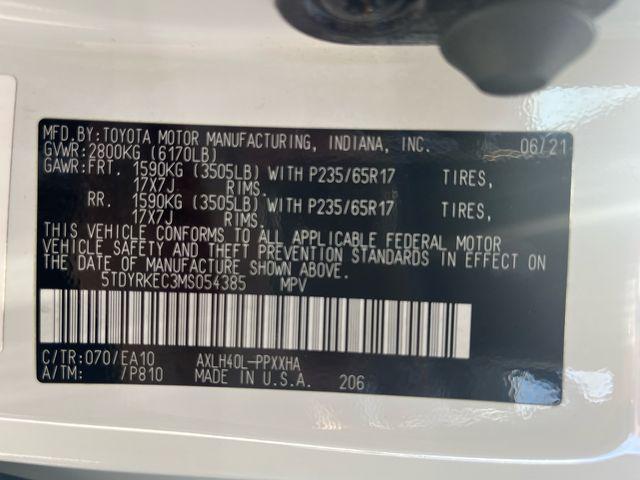 MFD.BY:TOYOTA MOTOR MANUFACTURING, INDIANA, INC. 06/21
GVWR:2800KG (6170LB)
GAWR:FRT. 1590KG (3505LB) WITH P235/65R17 TIRES,
17X7J RIMS.
RR. 1590KG (3505LB) WITH P235/65R17 TIRES,
17X7J RIMS.
THIS VEHICLE CONFORMS TO ALL APPLICABLE FEDERAL MOTOR
VEHICLE SAFETY AND THEFT PREVENTION STANDARDS IN EFFECT ON
THE DATE OF MANUFACTURE SHOWN ABOVE.
5TDYRKEC3MS054385 MPV
C/TR:070/EA10 AXLH40L-PPXXHA
A/TM: /P810 MADE IN U.S.A. 206